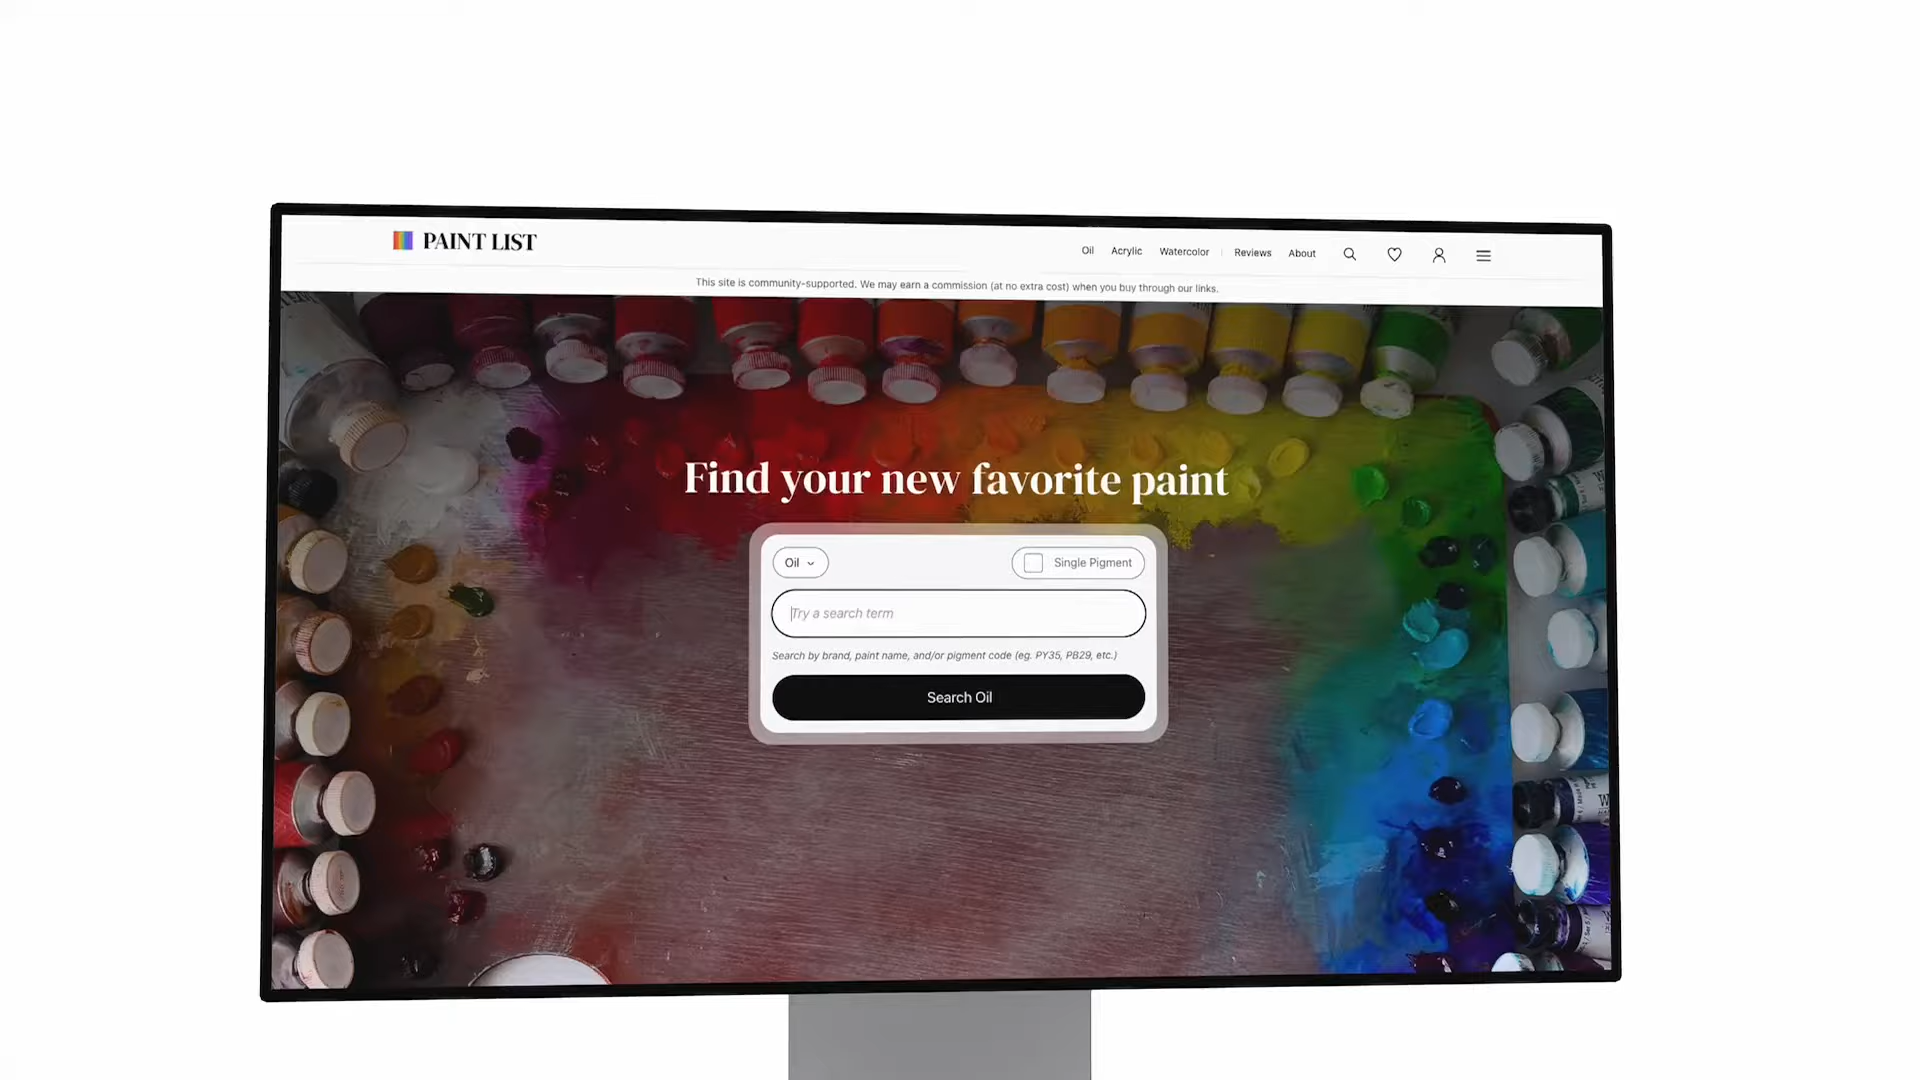 PAINT LIST
Oil Acrylic Watercolor Reviews About
This site is community-supported. We may earn a commission (at no extra cost) when you buy through our links.
Find your new favorite paint
Oil
Single Pigment
Try a search term
Search by brand, paint name, and/or pigment code (eg. PY35, PB29, etc.)
Search Oil